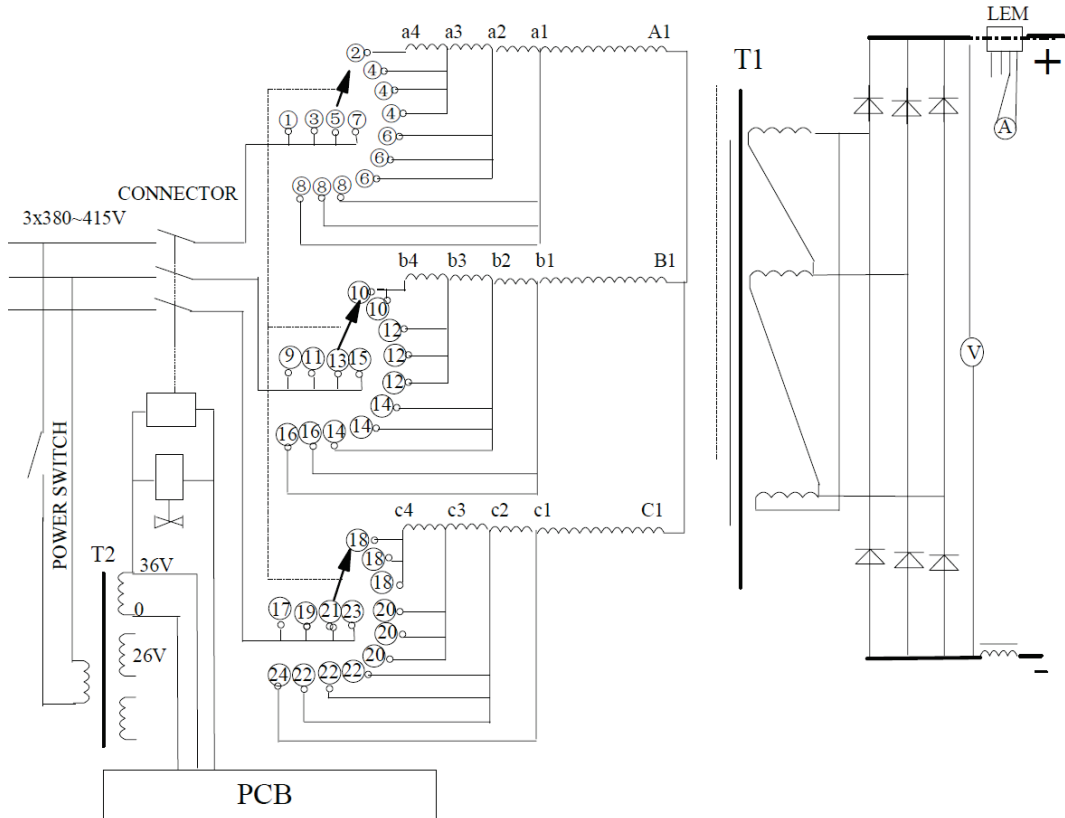 LEM
a4 a3 a2 a1 A1
②
T1
+
④
④
A
④
① ③ ⑤ ⑦
⑥
⑥
⑥
⑧ ⑧ ⑧
CONNECTOR
3x380~415V
b4 b3 b2 b1 B1
10
10
12
V
9 11 13 15
12
12
14
14
16 16 14
POWER SWITCH
c4 c3 c2 c1 C1
18
18
T2
36V
18
17 19 21 23
20
0
20
26V
20
24 22 22 22
-
PCB